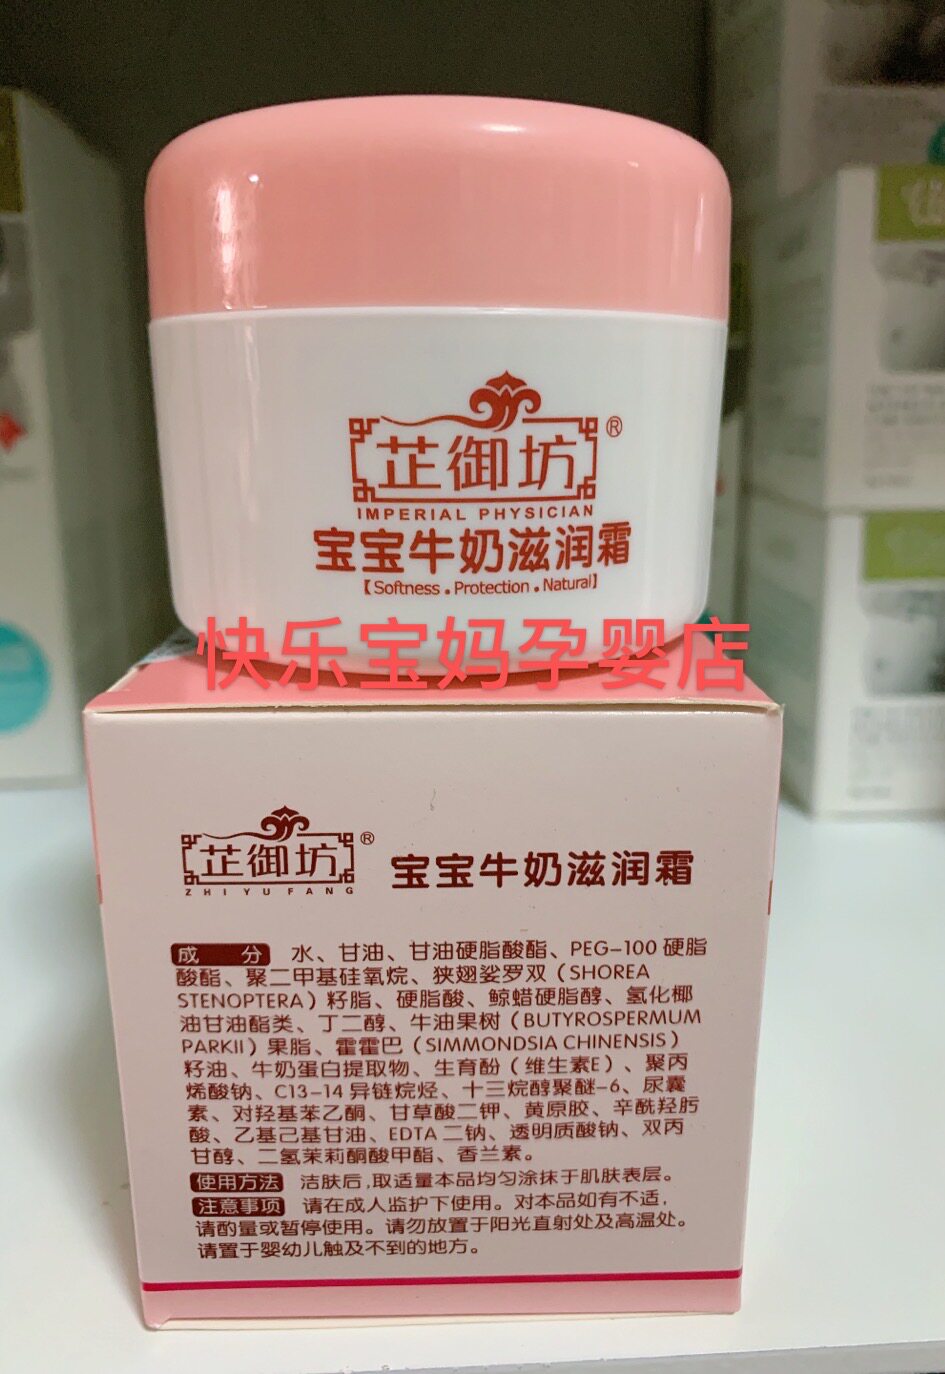 芷御坊®
IMPERIAL PHYSICIAN
宝宝牛奶滋润霜
【Softness . Protection . Natural】
快乐宝妈孕婴店
芷御坊® 宝宝牛奶滋润霜
ZHIYUFANG
成 分 水、甘油、甘油硬脂酸酯、PEG-100 硬脂
酸酯、聚二甲基硅氧烷、狭翅娑罗双（SHOREA
STENOPTERA）籽脂、硬脂酸、鲸蜡硬脂醇、氢化椰
油甘油酯类、丁二醇、牛油果树（BUTYROSPERMUM
PARKII）果脂、霍霍巴（SIMMONDSIA CHINENSIS）
籽油、牛奶蛋白提取物、生育酚（维生素E）、聚丙
烯酸钠、C13-14 异链烷烃、十三烷醇聚醚-6、尿囊
素、对羟基苯乙酮、甘草酸二钾、黄原胶、辛酰羟肟
酸、乙基己基甘油、EDTA 二钠、透明质酸钠、双丙
甘醇、二氢茉莉酮酸甲酯、香兰素。
使用方法 洁肤后,取适量本品均匀涂抹于肌肤表层。
注意事项 请在成人监护下使用。对本品如有不适，
请酌量或暂停使用。请勿放置于阳光直射处及高温处。
请置于婴幼儿触及不到的地方。